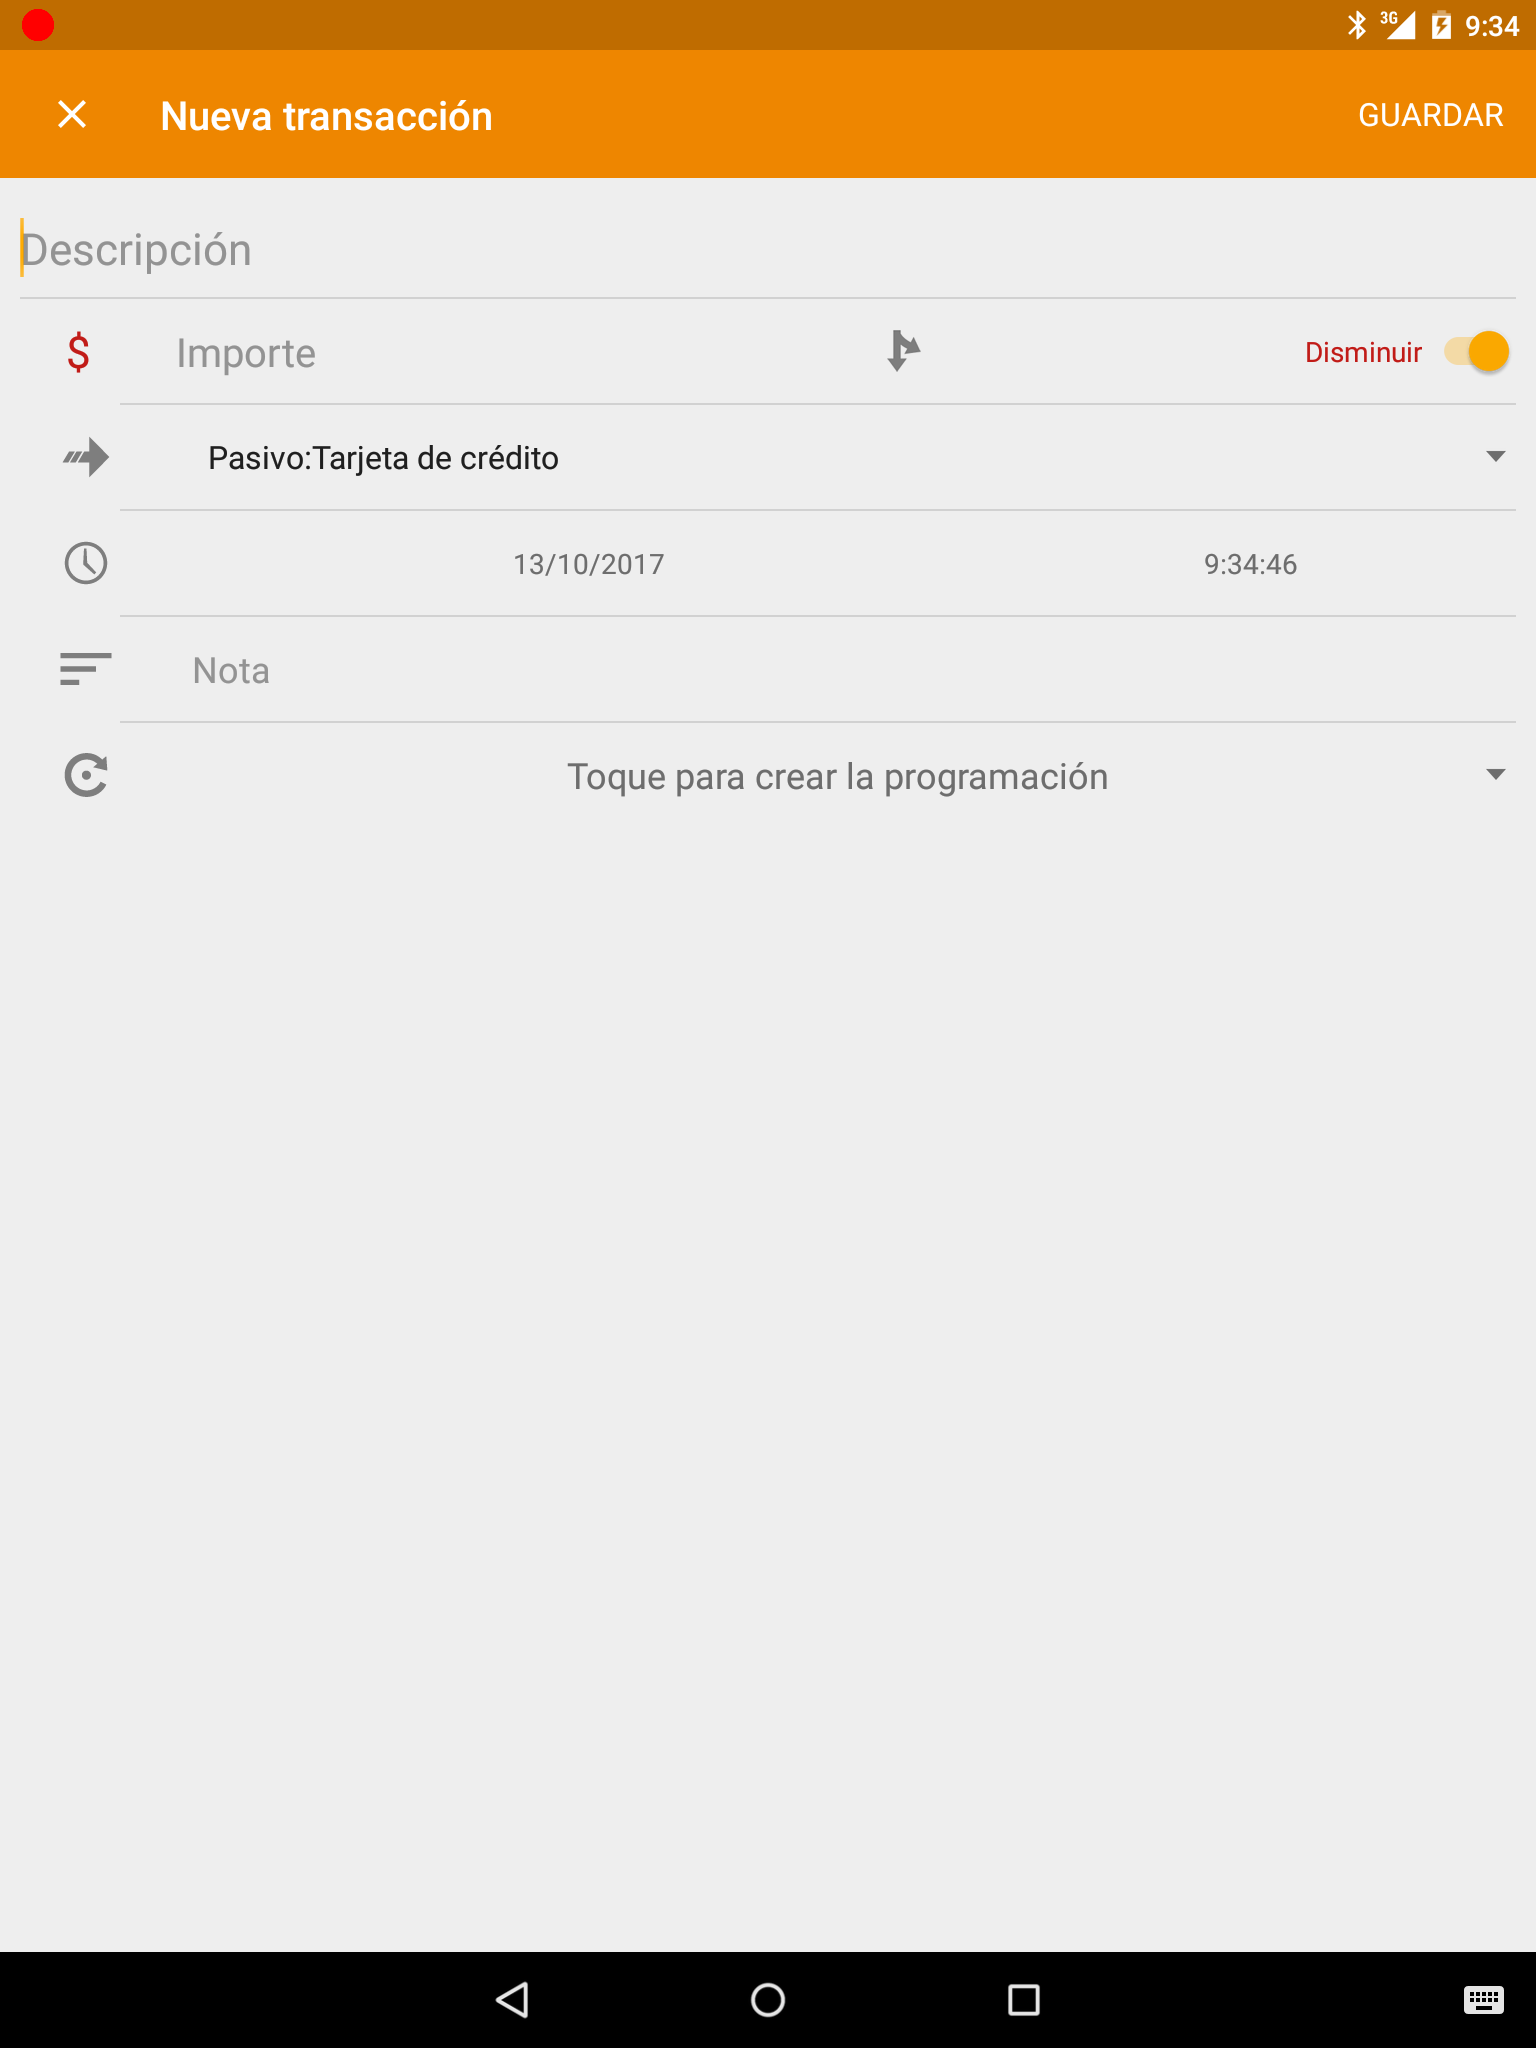 3G 9:34
Nueva transacción
GUARDAR
Descripción
$ Importe Disminuir
Pasivo:Tarjeta de crédito
13/10/2017 9:34:46
Nota
Toque para crear la programación